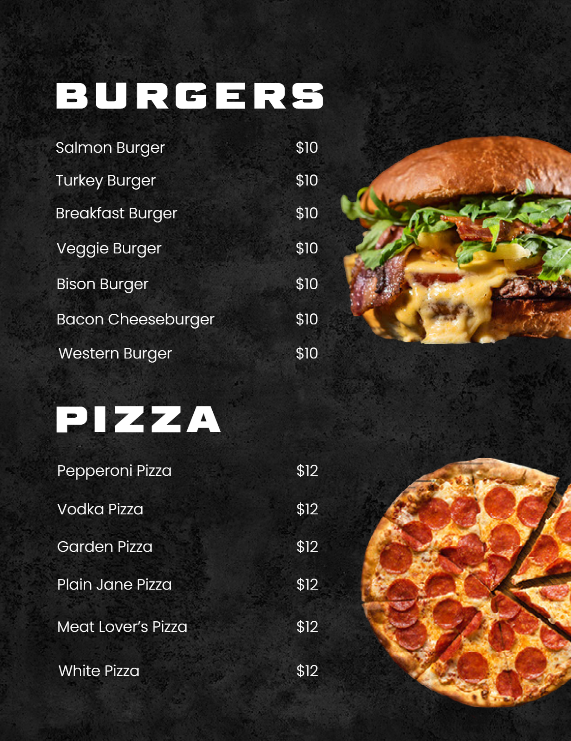 BURGERS
Salmon Burger $10
Turkey Burger $10
Breakfast Burger $10
Veggie Burger $10
Bison Burger $10
Bacon Cheeseburger $10
Western Burger $10
PIZZA
Pepperoni Pizza $12
Vodka Pizza $12
Garden Pizza $12
Plain Jane Pizza $12
Meat Lover's Pizza $12
White Pizza $12